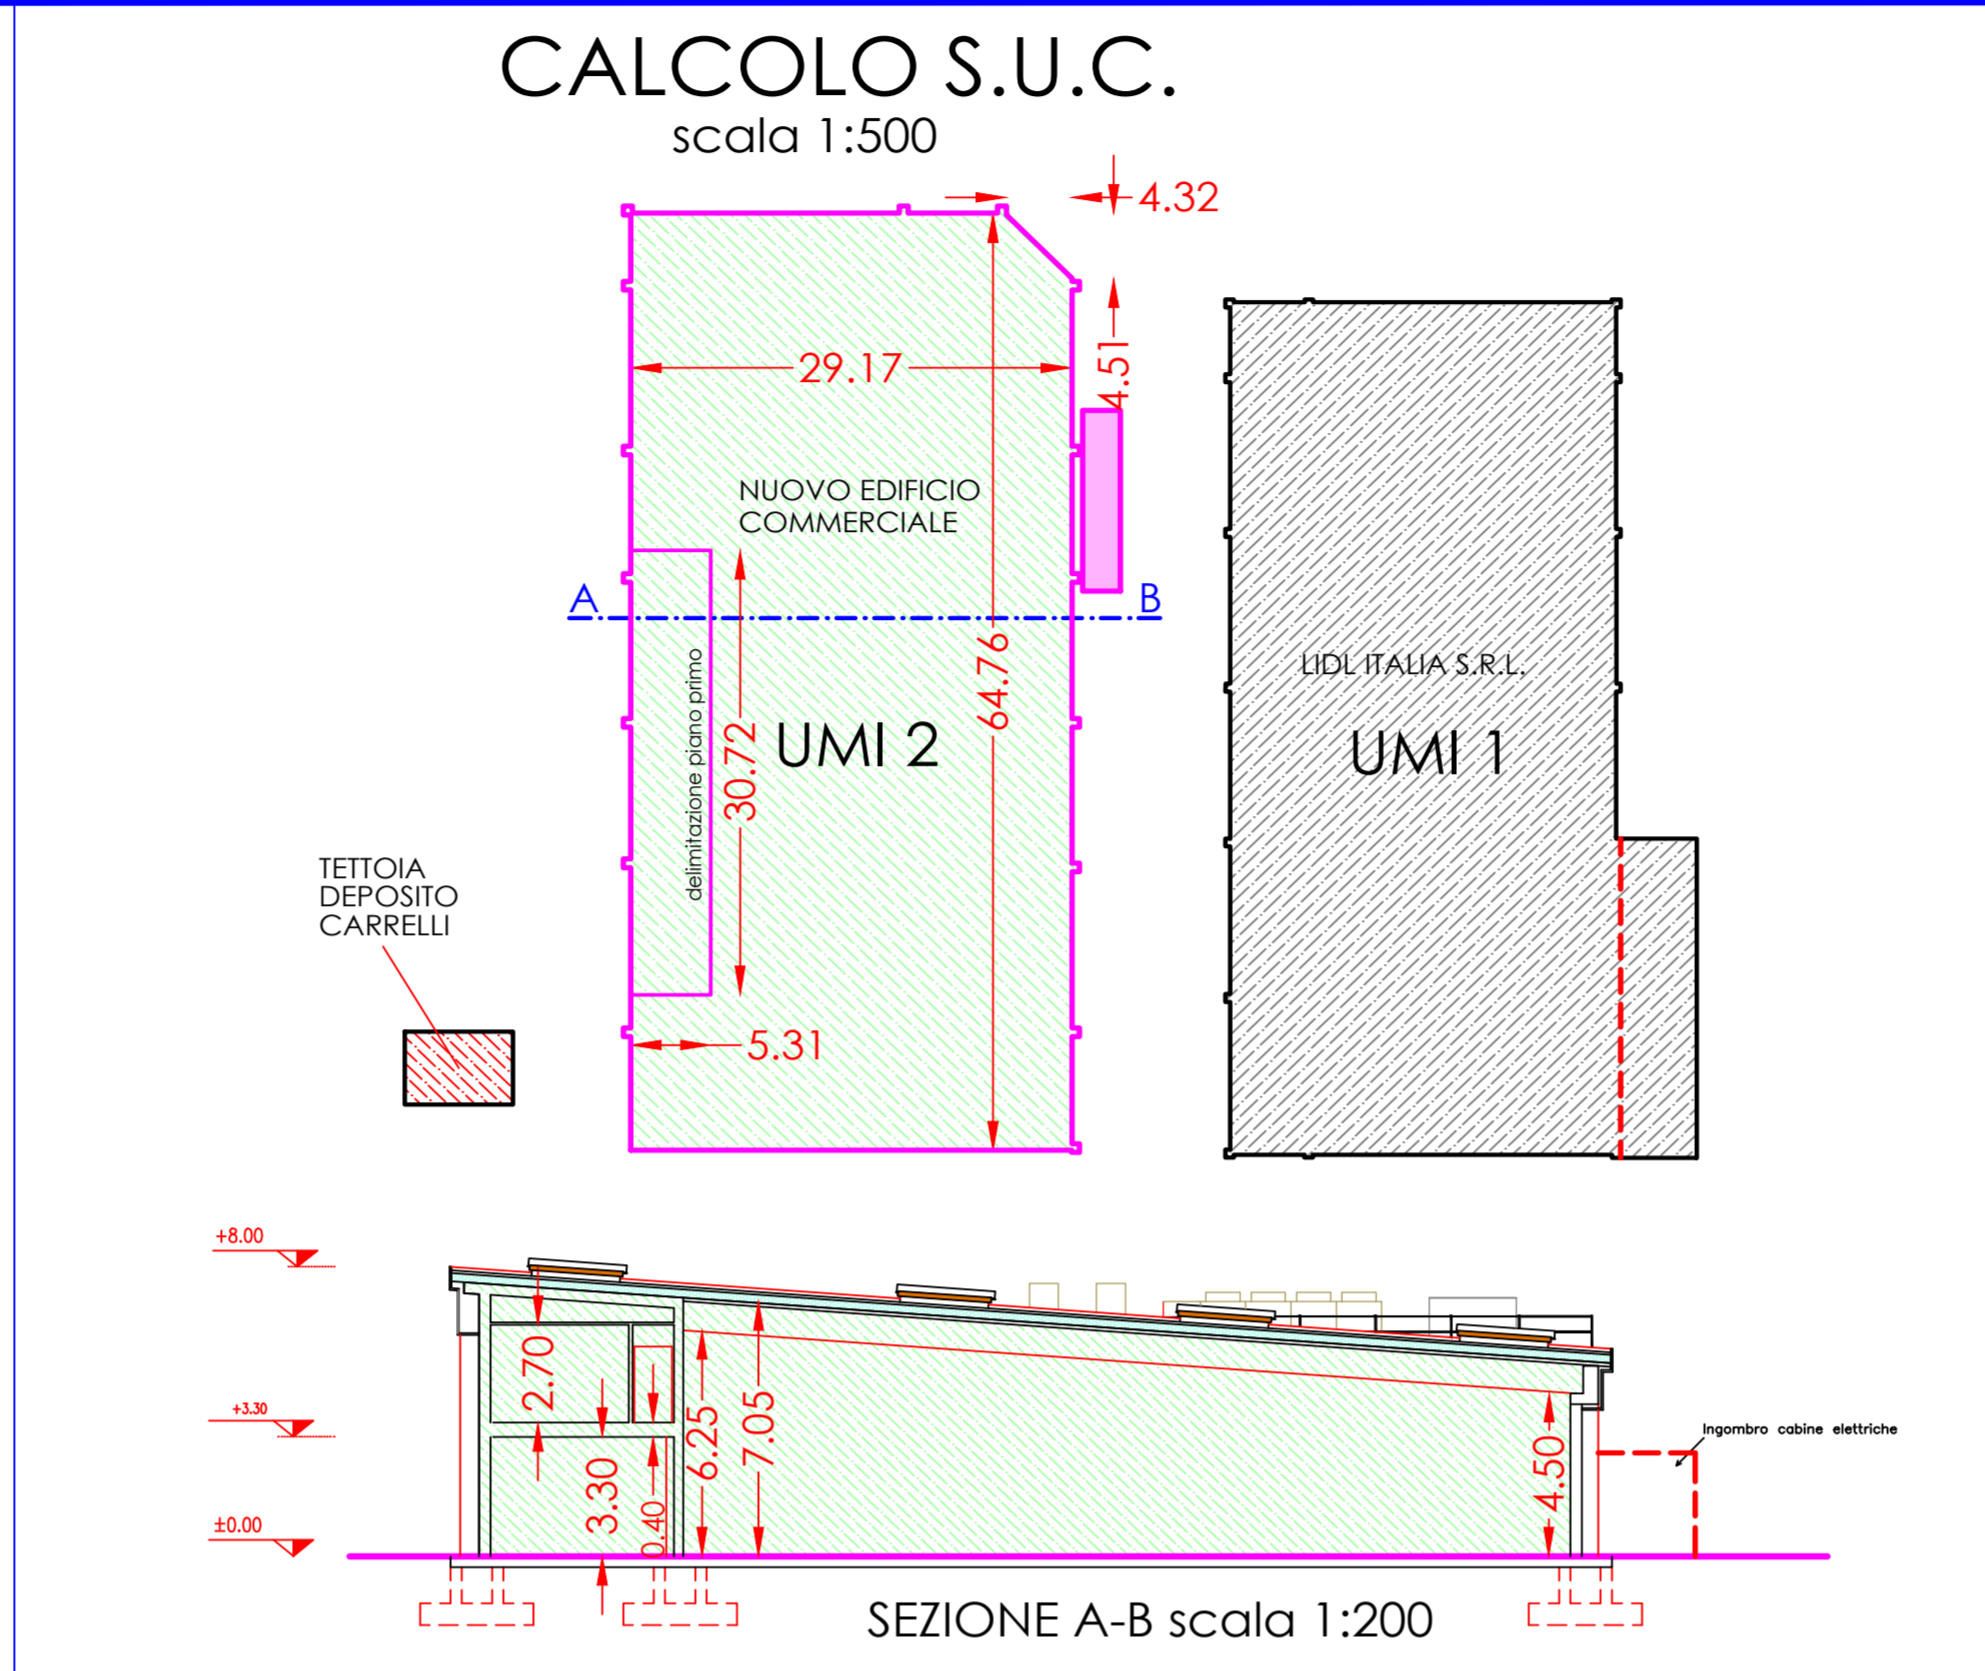 CALCOLO S.U.C.
scala 1:500
4.32
4.51
29.17
NUOVO EDIFICIO
COMMERCIALE
A
B
64.76
delimitazione piano primo
30.72
UMI 2
5.31
LIDL ITALIA S.R.L.
UMI 1
TETTOIA
DEPOSITO
CARRELLI
+8.00
+3.30
±0.00
2.70
3.30
0.40
6.25
7.05
4.50
Ingombro cabine elettriche
SEZIONE A-B scala 1:200